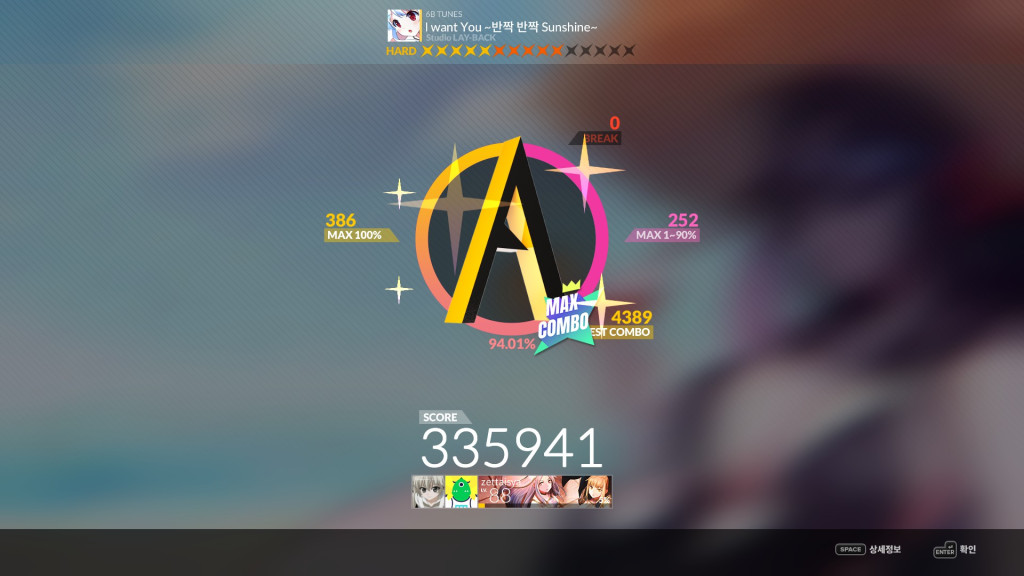 6B TUNES
I want You ~반짝 반짝 Sunshine~
Studio LAY-BACK
HARD
0
BREAK
386
MAX 100%
252
MAX 1~90%
A
MAX COMBO
4389
EST COMBO
94.01%
SCORE
335941
zettaisya
Lv. 88
SPACE 상세정보 ENTER 확인